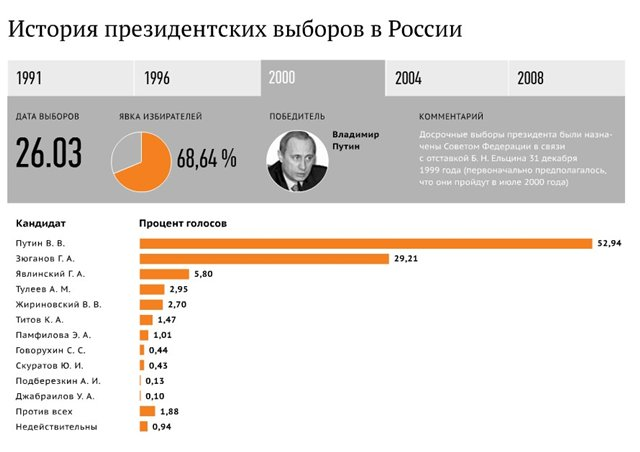 История президентских выборов в России
1991 1996 2000 2004 2008
ДАТА ВЫБОРОВ
26.03
ЯВКА ИЗБИРАТЕЛЕЙ
68,64 %
ПОБЕДИТЕЛЬ
Владимир
Путин
КОММЕНТАРИЙ
Досрочные выборы президента были назна-
чены Советом Федерации в связи
с отставкой Б. Н. Ельцина 31 декабря
1999 года (первоначально предполагалось,
что они пройдут в июле 2000 года)
Кандидат Процент голосов
Путин В. В. 52,94
Зюганов Г. А. 29,21
Явлинский Г. А. 5,80
Тулеев А. М. 2,95
Жириновский В. В. 2,70
Титов К. А. 1,47
Памфилова Э. А. 1,01
Говорухин С. С. 0,44
Скуратов Ю. И. 0,43
Подберезкин А. И. 0,13
Джабраилов У. А. 0,10
Против всех 1,88
Недействительны 0,94